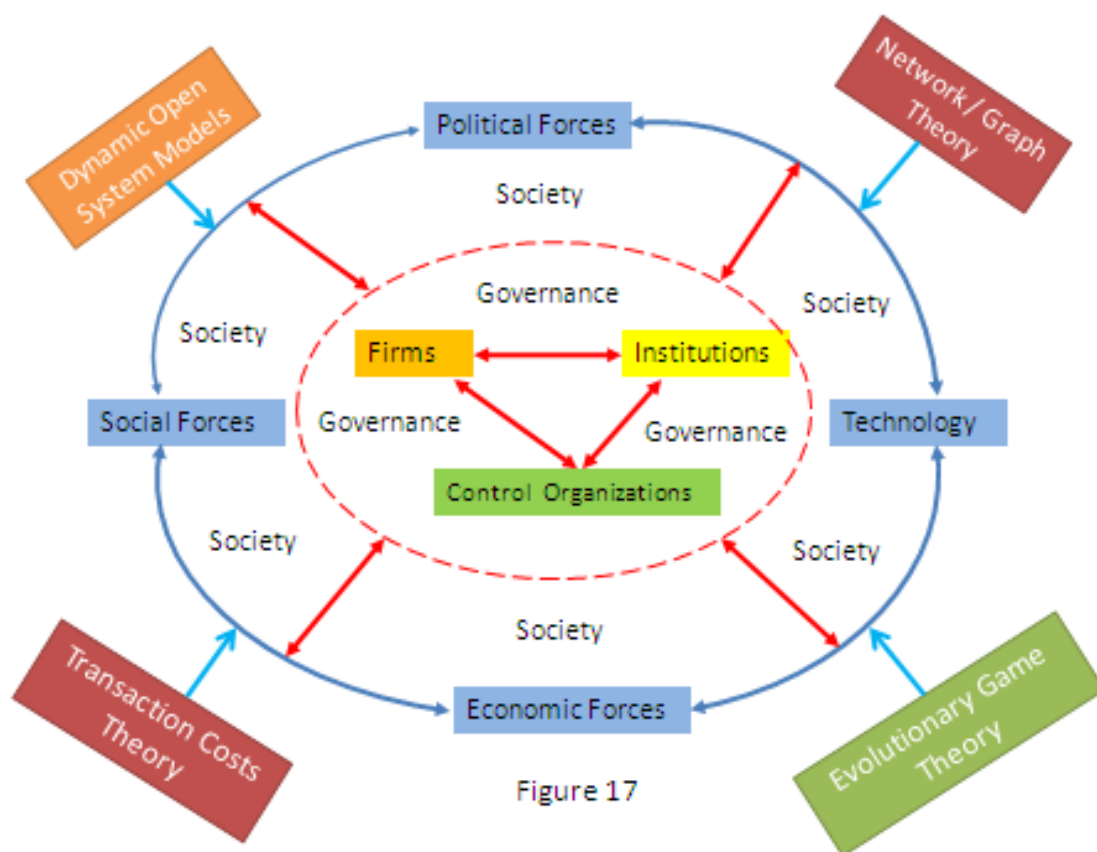 Dynamic Open
System Models
Network / Graph
Theory
Political Forces
Society
Governance
Society
Society
Firms
Institutions
Social Forces
Governance
Governance
Technology
Control Organizations
Society
Society
Society
Transaction Costs
Theory
Economic Forces
Evolutionary Game
Theory
Figure 17